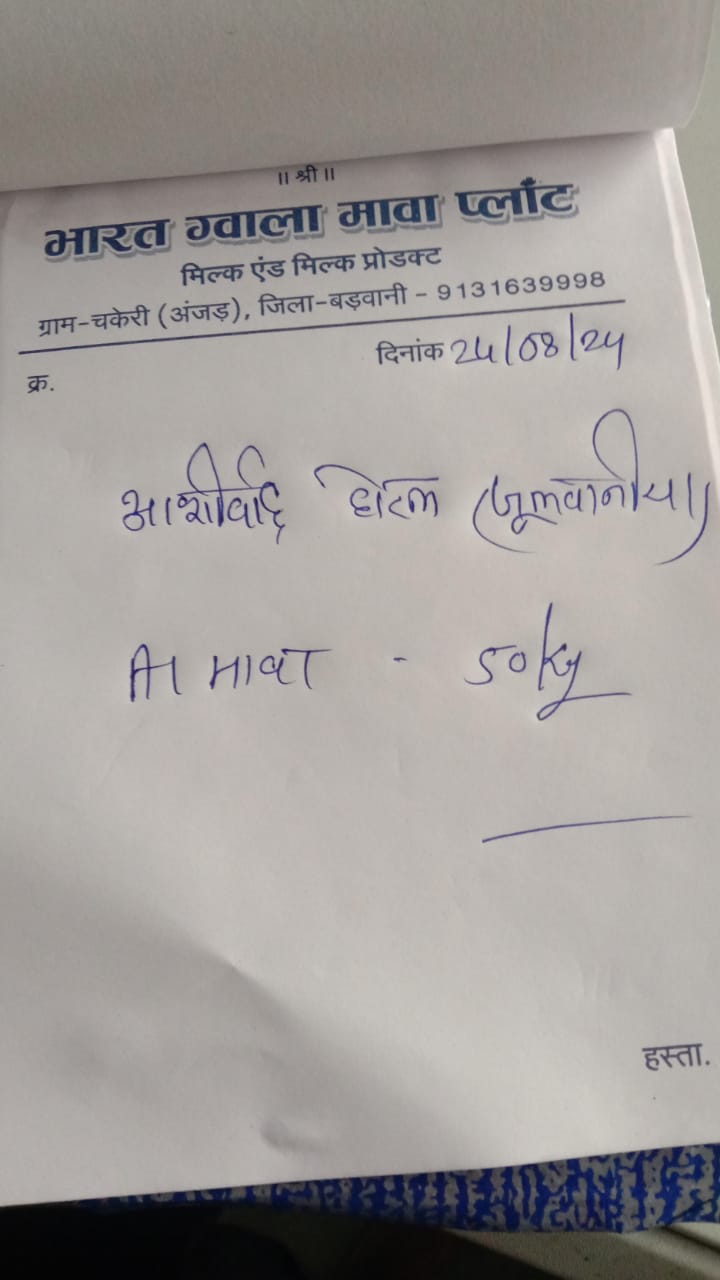 ॥ श्री ॥
भारत ग्वाला मावा प्लाँट
मिल्क एंड मिल्क प्रोडक्ट
ग्राम-चकेरी (अंजड़), जिला-बड़वानी - 9131639998
दिनांक 24/08/24
क्र.
आशीर्वाद होटल (जूलवानीया)
A1 मावा - 50kg
हस्ता.